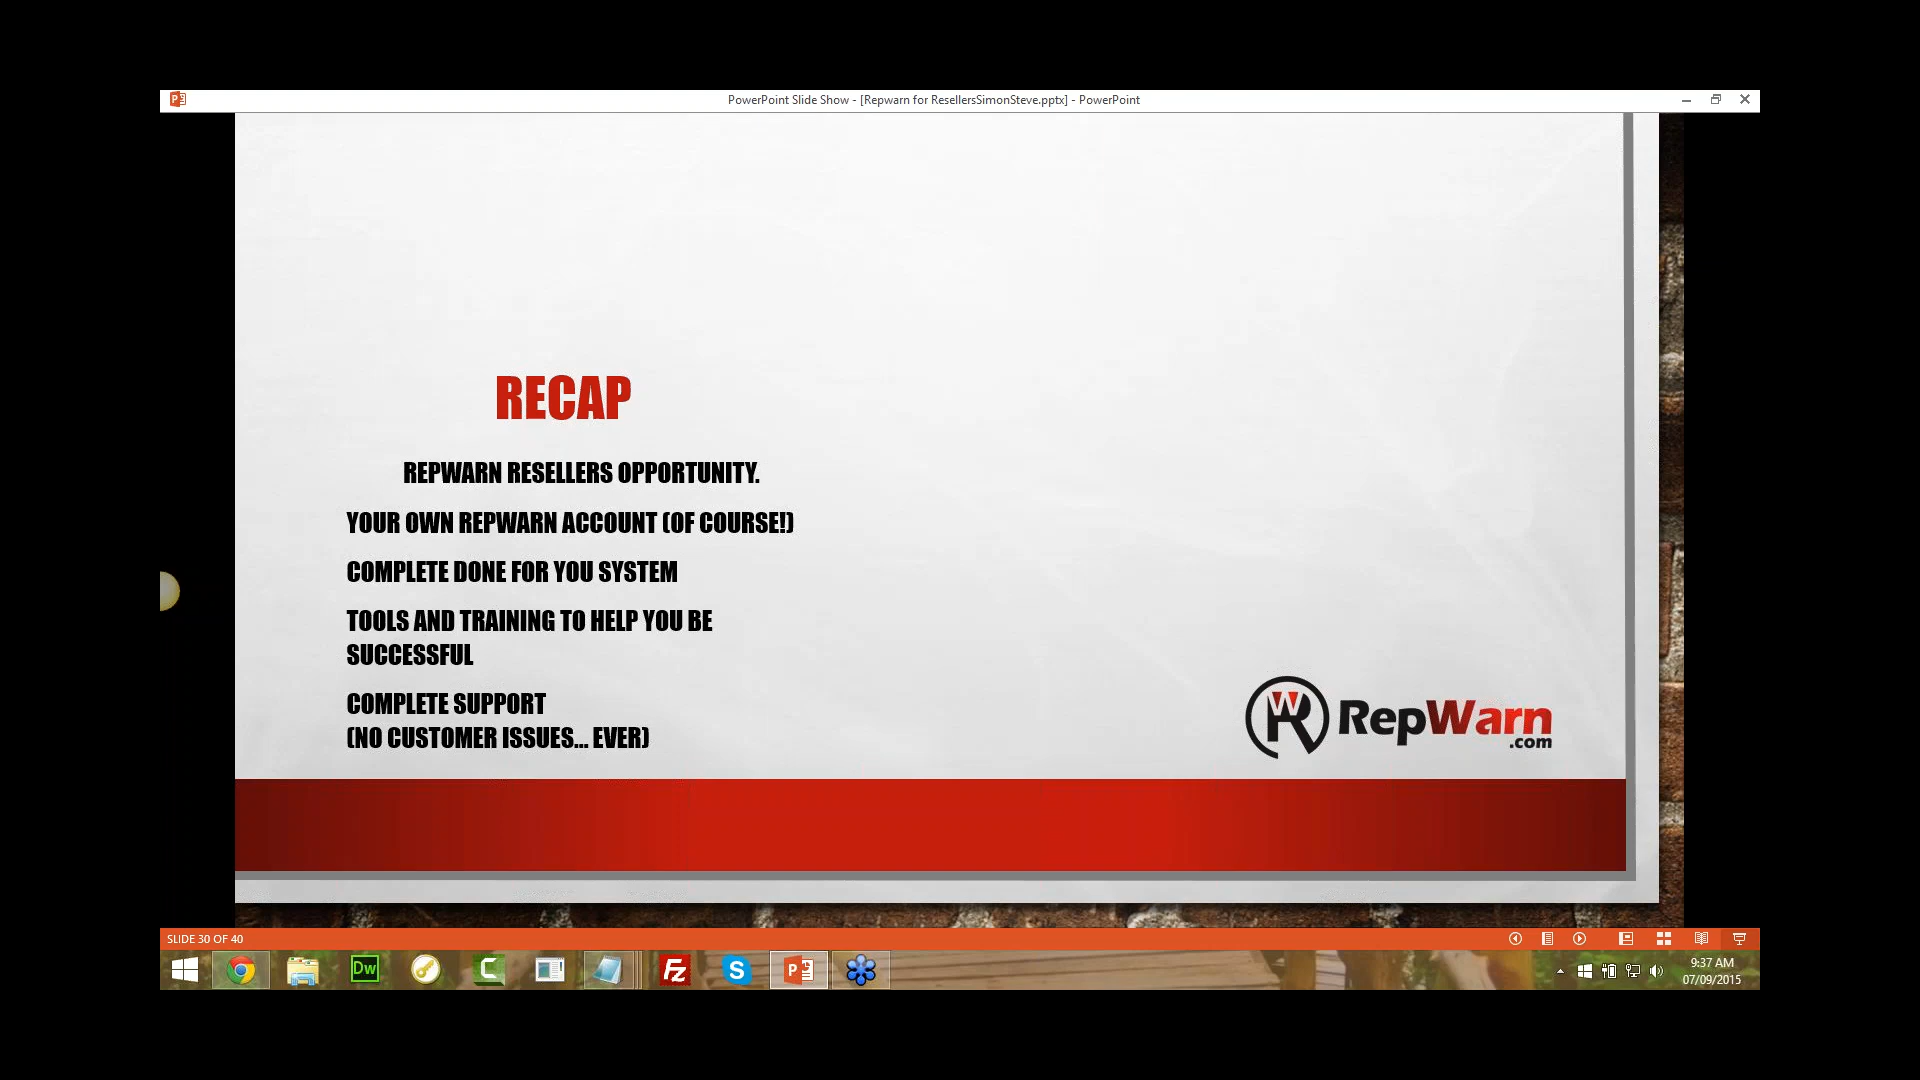 PowerPoint Slide Show - [Repwarn for ResellersSimonSteve.pptx] - PowerPoint
RECAP
REPWARN RESELLERS OPPORTUNITY.
YOUR OWN REPWARN ACCOUNT (OF COURSE!)
COMPLETE DONE FOR YOU SYSTEM
TOOLS AND TRAINING TO HELP YOU BE
SUCCESSFUL
COMPLETE SUPPORT
(NO CUSTOMER ISSUES... EVER)
RepWarn
.com
SLIDE 30 OF 40
Dw
9:37 AM
07/09/2015